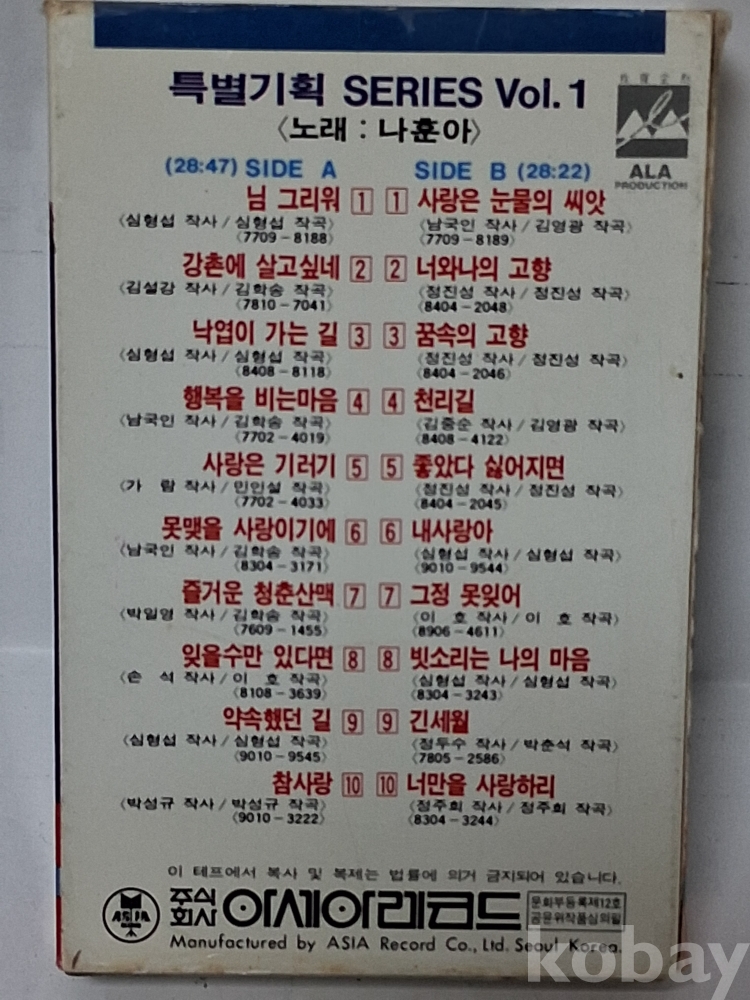 특별기획 SERIES Vol. 1
〈노래 : 나훈아〉
ALA
PRODUCTION
(28:47) SIDE A
님 그리워 1
〈심형섭 작사 / 심형섭 작곡〉
〈7709-8188〉
강촌에 살고싶네 2
〈김설강 작사 / 김학송 작곡〉
〈7810-7041〉
낙엽이 가는 길 3
〈심형섭 작사 / 심형섭 작곡〉
〈8408-8118〉
행복을 비는마음 4
〈남국인 작사 / 김학송 작곡〉
〈7702-4019〉
사랑은 기러기 5
〈가 람 작사 / 민인설 작곡〉
〈7702-4033〉
못맺을 사랑이기에 6
〈남국인 작사 / 김학송 작곡〉
〈8304-3171〉
즐거운 청춘산맥 7
〈박일영 작사 / 김학송 작곡〉
〈7609-1455〉
잊을수만 있다면 8
〈손 석 작사 / 이 호 작곡〉
〈8108-3639〉
약속했던 길 9
〈심형섭 작사 / 심형섭 작곡〉
〈9010-9545〉
참사랑 10
〈박성규 작사 / 박성규 작곡〉
〈9010-3222〉
SIDE B (28:22)
1 사랑은 눈물의 씨앗
〈남국인 작사 / 김영광 작곡〉
〈7709-8189〉
2 너와나의 고향
〈정진성 작사 / 정진성 작곡〉
〈8404-2048〉
3 꿈속의 고향
〈정진성 작사 / 정진성 작곡〉
〈8404-2046〉
4 천리길
〈김중순 작사 / 김영광 작곡〉
〈8408-4122〉
5 좋았다 싫어지면
〈정진성 작사 / 정진성 작곡〉
〈8404-2045〉
6 내사랑아
〈심형섭 작사 / 심형섭 작곡〉
〈9010-9544〉
7 그정 못잊어
〈이 호 작사 / 이 호 작곡〉
〈8906-4611〉
8 빗소리는 나의 마음
〈심형섭 작사 / 심형섭 작곡〉
〈8304-3243〉
9 긴세월
〈정두수 작사 / 박춘석 작곡〉
〈7805-2586〉
10 너만을 사랑하리
〈정주희 작사 / 정주희 작곡〉
〈8304-3244〉
이 테프에서 복사 및 복제는 법률에 의거 금지되어 있습니다.
ASIA
주식회사 아세아레코드
문화부등록제12호
공윤위작품심의필
Manufactured by ASIA Record Co., Ltd. Seoul Korea.
kobay